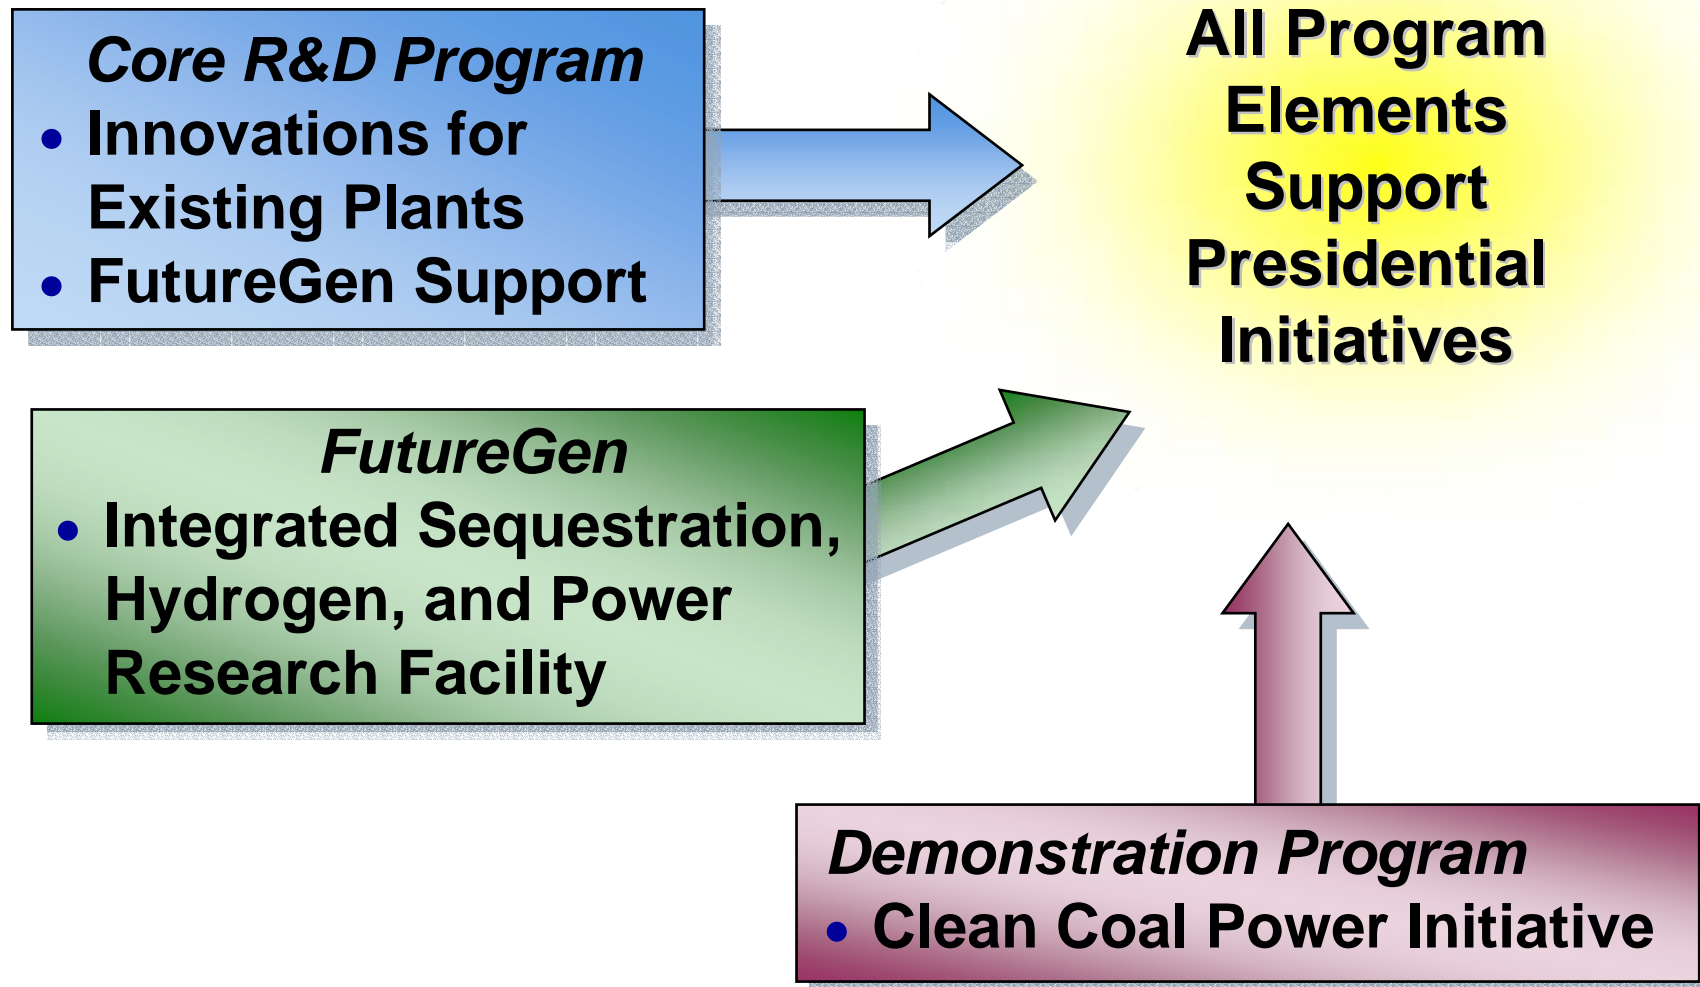 Core R&D Program
• Innovations for
Existing Plants
• FutureGen Support
All Program
Elements
Support
Presidential
Initiatives
FutureGen
• Integrated Sequestration,
Hydrogen, and Power
Research Facility
Demonstration Program
• Clean Coal Power Initiative